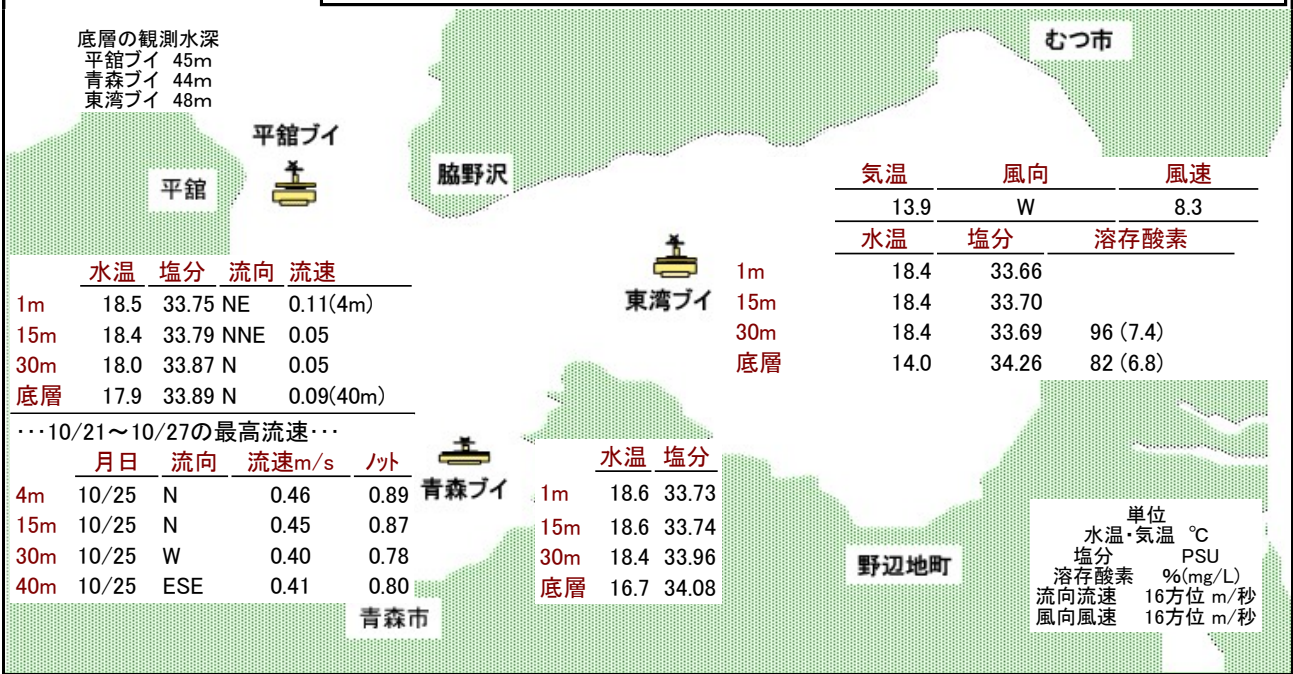 底層の観測水深
平舘ブイ 45m
青森ブイ 44m
東湾ブイ 48m
むつ市
平舘ブイ
平舘
脇野沢
気温 風向 風速
13.9 W 8.3
水温 塩分 溶存酸素
1m 18.4 33.66
15m 18.4 33.70
30m 18.4 33.69 96 (7.4)
底層 14.0 34.26 82 (6.8)
東湾ブイ
水温 塩分 流向 流速
1m 18.5 33.75 NE 0.11(4m)
15m 18.4 33.79 NNE 0.05
30m 18.0 33.87 N 0.05
底層 17.9 33.89 N 0.09(40m)
･･･10/21～10/27の最高流速･･･
月日 流向 流速m/s ノット
4m 10/25 N 0.46 0.89
15m 10/25 N 0.45 0.87
30m 10/25 W 0.40 0.78
40m 10/25 ESE 0.41 0.80
青森ブイ
水温 塩分
1m 18.6 33.73
15m 18.6 33.74
30m 18.4 33.96
底層 16.7 34.08
青森市
野辺地町
単位
水温･気温 ℃
塩分 PSU
溶存酸素 %(mg/L)
流向流速 16方位 m/秒
風向風速 16方位 m/秒